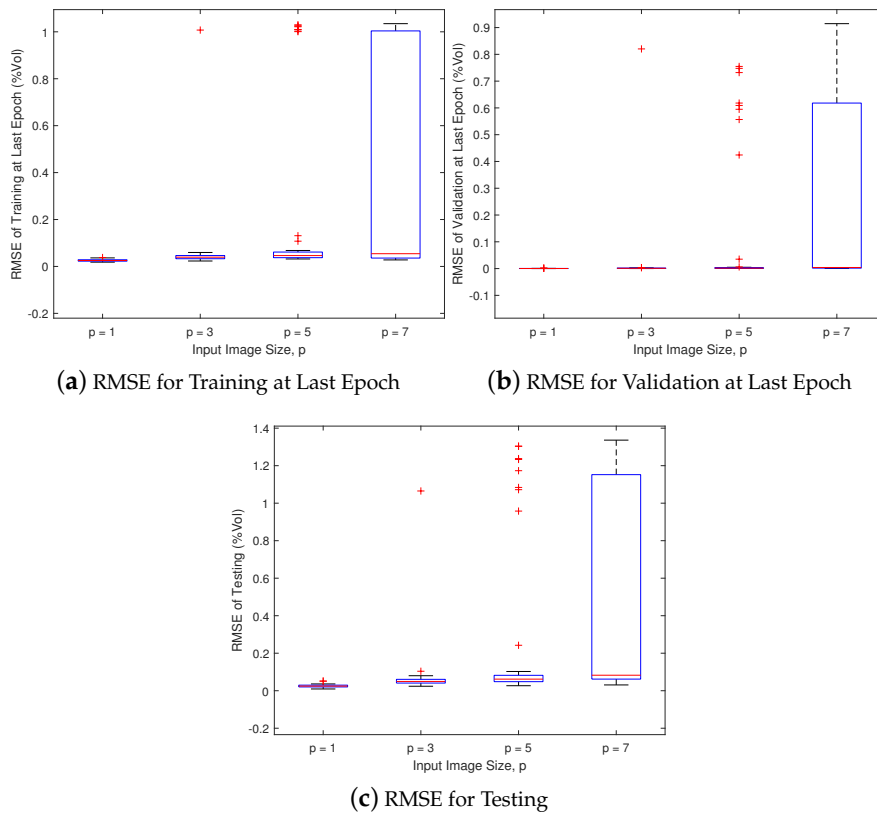 1
0.8
0.6
0.4
0.2
0
-0.2
RMSE of Training at Last Epoch (%Vol)
p = 1 p = 3 p = 5 p = 7
Input Image Size, p
(a) RMSE for Training at Last Epoch
0.9
0.8
0.7
0.6
0.5
0.4
0.3
0.2
0.1
0
-0.1
RMSE of Validation at Last Epoch (%Vol)
p = 1 p = 3 p = 5 p = 7
Input Image Size, p
(b) RMSE for Validation at Last Epoch
1.4
1.2
1
0.8
0.6
0.4
0.2
0
-0.2
RMSE of Testing (%Vol)
p = 1 p = 3 p = 5 p = 7
Input Image Size, p
(c) RMSE for Testing